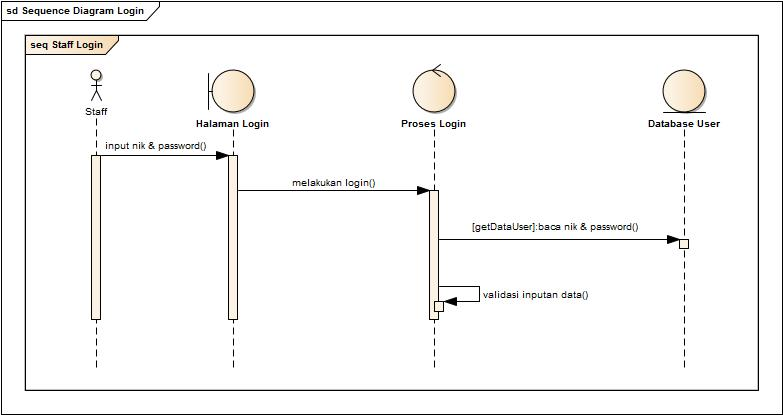 sd Sequence Diagram Login
seq Staff Login
Staff
Halaman Login
Proses Login
Database User
input nik & password()
melakukan login()
[getDataUser]:baca nik & password()
validasi inputan data()